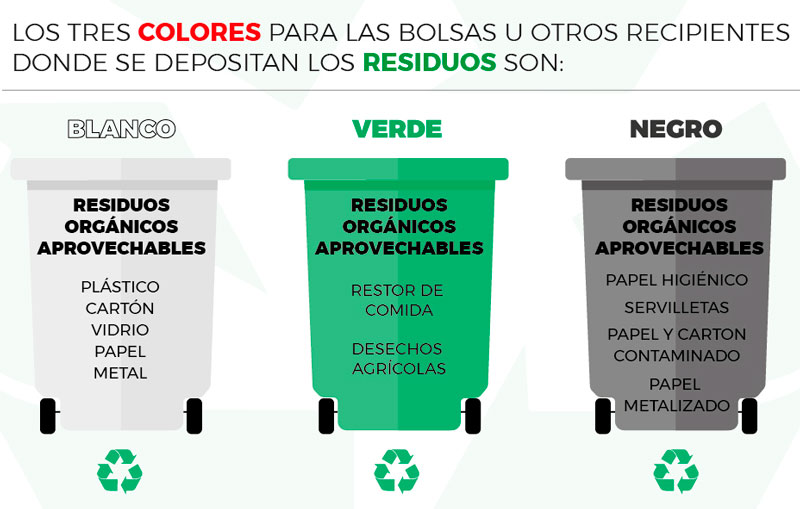 LOS TRES COLORES PARA LAS BOLSAS U OTROS RECIPIENTES
DONDE SE DEPOSITAN LOS RESIDUOS SON:
BLANCO
RESIDUOS
ORGÁNICOS
APROVECHABLES
PLÁSTICO
CARTÓN
VIDRIO
PAPEL
METAL
VERDE
RESIDUOS
ORGÁNICOS
APROVECHABLES
RESTOR DE
COMIDA
DESECHOS
AGRÍCOLAS
NEGRO
RESIDUOS
ORGÁNICOS
APROVECHABLES
PAPEL HIGIÉNICO
SERVILLETAS
PAPEL Y CARTON
CONTAMINADO
PAPEL
METALIZADO